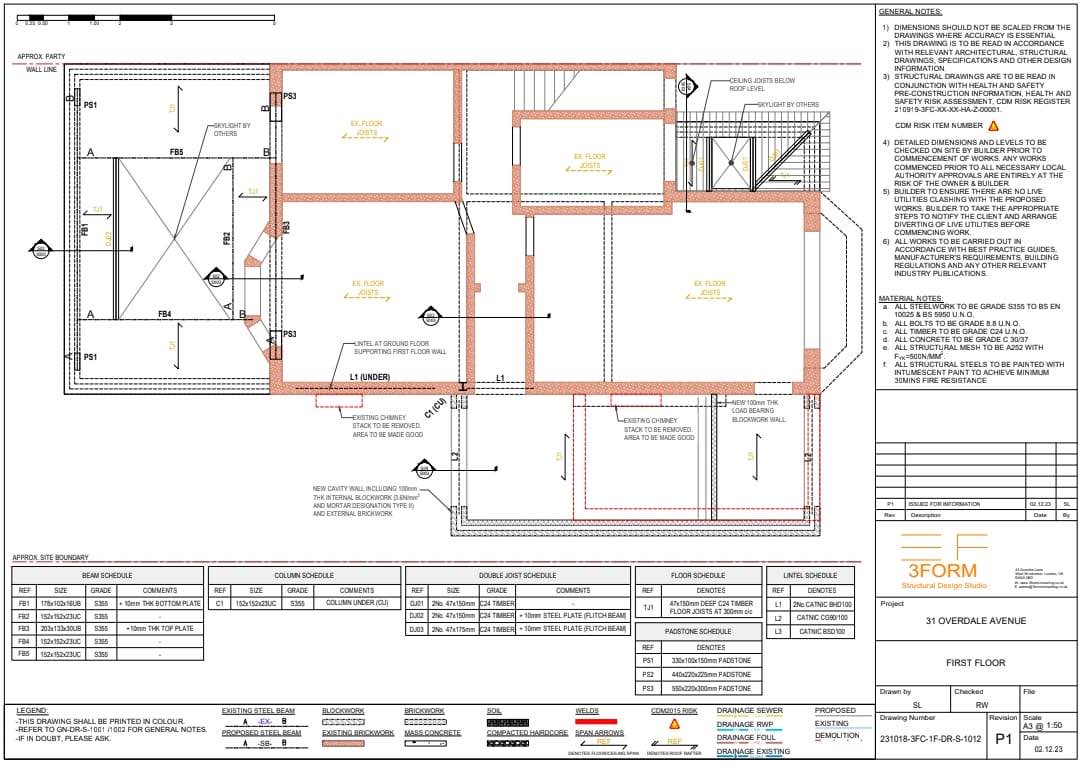 0 0.25 0.50 1 1.50 2 3 5
APPROX. PARTY
WALL LINE
PS1
PS3
SKYLIGHT BY
OTHERS
TJ1
FB5
A
B
FB1
DJ03
FB2
FB3
TJ1
FB4
PS1
PS3
TJ1
EX. FLOOR
JOISTS
EX. FLOOR
JOISTS
EX. FLOOR
JOISTS
EX. FLOOR
JOISTS
CEILING JOISTS BELOW
ROOF LEVEL
SKYLIGHT BY OTHERS
LINTEL AT GROUND FLOOR
SUPPORTING FIRST FLOOR WALL
L1 (UNDER)
L1
C1 (CU)
EXISTING CHIMNEY
STACK TO BE REMOVED.
AREA TO BE MADE GOOD
EXISTING CHIMNEY
STACK TO BE REMOVED.
AREA TO BE MADE GOOD
NEW 100mm THK
LOAD BEARING
BLOCKWORK WALL
L2
TJ1
TJ1
L2
NEW CAVITY WALL INCLUDING 100mm
THK INTERNAL BLOCKWORK (3.6N/mm²
AND MORTAR DESIGNATION TYPE II)
AND EXTERNAL BRICKWORK
APPROX. SITE BOUNDARY
BEAM SCHEDULE
REF SIZE GRADE COMMENTS
FB1 178x102x16UB S355 + 10mm THK BOTTOM PLATE
FB2 152x152x23UC S355 -
FB3 203x133x30UB S355 +10mm THK TOP PLATE
FB4 152x152x23UC S355 -
FB5 152x152x23UC S355 -
COLUMN SCHEDULE
REF SIZE GRADE COMMENTS
C1 152x152x23UC S355 COLUMN UNDER (CU)
DOUBLE JOIST SCHEDULE
REF SIZE GRADE COMMENTS
DJ01 2No. 47x150mm C24 TIMBER -
DJ02 2No. 47x150mm C24 TIMBER + 10mm STEEL PLATE (FLITCH BEAM)
DJ03 2No. 47x175mm C24 TIMBER + 10mm STEEL PLATE (FLITCH BEAM)
FLOOR SCHEDULE
REF DENOTES
TJ1 47x150mm DEEP C24 TIMBER
FLOOR JOISTS AT 300mm c/c
PADSTONE SCHEDULE
REF DENOTES
PS1 330x100x150mm PADSTONE
PS2 440x220x225mm PADSTONE
PS3 550x220x300mm PADSTONE
LINTEL SCHEDULE
REF DENOTES
L1 2No.CATNIC BHD100
L2 CATNIC CG90/100
L3 CATNIC BSD100
LEGEND:
-THIS DRAWING SHALL BE PRINTED IN COLOUR.
-REFER TO GN-DR-S-1001 /1002 FOR GENERAL NOTES.
-IF IN DOUBT, PLEASE ASK.
EXISTING STEEL BEAM
A -EX- B
PROPOSED STEEL BEAM
A -SB- B
BLOCKWORK
EXISTING BRICKWORK
BRICKWORK
MASS CONCRETE
SOIL
COMPACTED HARDCORE
WELDS
SPAN ARROWS
REF
DENOTES FLOOR/CEILING SPAN
CDM2015 RISK
REF
DENOTES ROOF RAFTER
DRAINAGE SEWER
DRAINAGE RWP
DRAINAGE FOUL
DRAINAGE EXISTING
PROPOSED
EXISTING
DEMOLITION
GENERAL NOTES:
1) DIMENSIONS SHOULD NOT BE SCALED FROM THE
DRAWINGS WHERE ACCURACY IS ESSENTIAL
2) THIS DRAWING IS TO BE READ IN ACCORDANCE
WITH RELEVANT ARCHITECTURAL, STRUCTURAL
DRAWINGS, SPECIFICATIONS AND OTHER DESIGN
INFORMATION
3) STRUCTURAL DRAWINGS ARE TO BE READ IN
CONJUNCTION WITH HEALTH AND SAFETY
PRE-CONSTRUCTION INFORMATION, HEALTH AND
SAFETY RISK ASSESSMENT, CDM RISK REGISTER
210919-3FC-XX-XX-HA-Z-00001.
CDM RISK ITEM NUMBER
4) DETAILED DIMENSIONS AND LEVELS TO BE
CHECKED ON SITE BY BUILDER PRIOR TO
COMMENCEMENT OF WORKS. ANY WORKS
COMMENCED PRIOR TO ALL NECESSARY LOCAL
AUTHORITY APPROVALS ARE ENTIRELY AT THE
RISK OF THE OWNER & BUILDER
5) BUILDER TO ENSURE THERE ARE NO LIVE
UTILITIES CLASHING WITH THE PROPOSED
WORKS. BUILDER TO TAKE THE APPROPRIATE
STEPS TO NOTIFY THE CLIENT AND ARRANGE
DIVERTING OF LIVE UTILITIES BEFORE
COMMENCING WORK.
6) ALL WORKS TO BE CARRIED OUT IN
ACCORDANCE WITH BEST PRACTICE GUIDES,
MANUFACTURER'S REQUIREMENTS, BUILDING
REGULATIONS AND ANY OTHER RELEVANT
INDUSTRY PUBLICATIONS.
MATERIAL NOTES:
a. ALL STEELWORK TO BE GRADE S355 TO BS EN
10025 & BS 5950 U.N.O.
b. ALL BOLTS TO BE GRADE 8.8 U.N.O.
c. ALL TIMBER TO BE GRADE C24 U.N.O.
d. ALL CONCRETE TO BE GRADE C 30/37
e. ALL STRUCTURAL MESH TO BE A252 WITH
FYK=500N/MM².
f. ALL STRUCTURAL STEELS TO BE PAINTED WITH
INTUMESCENT PAINT TO ACHIEVE MINIMUM
30MINS FIRE RESISTANCE
P1 ISSUED FOR INFORMATION 02.12.23 SL
Rev Description Date By
3FORM
Structural Design Studio
Project
31 OVERDALE AVENUE
FIRST FLOOR
Drawn by
SL
Checked
RW
File
Drawing Number
231018-3FC-1F-DR-S-1012
Revision
P1
Scale
A3 @ 1:50
Date
02.12.23